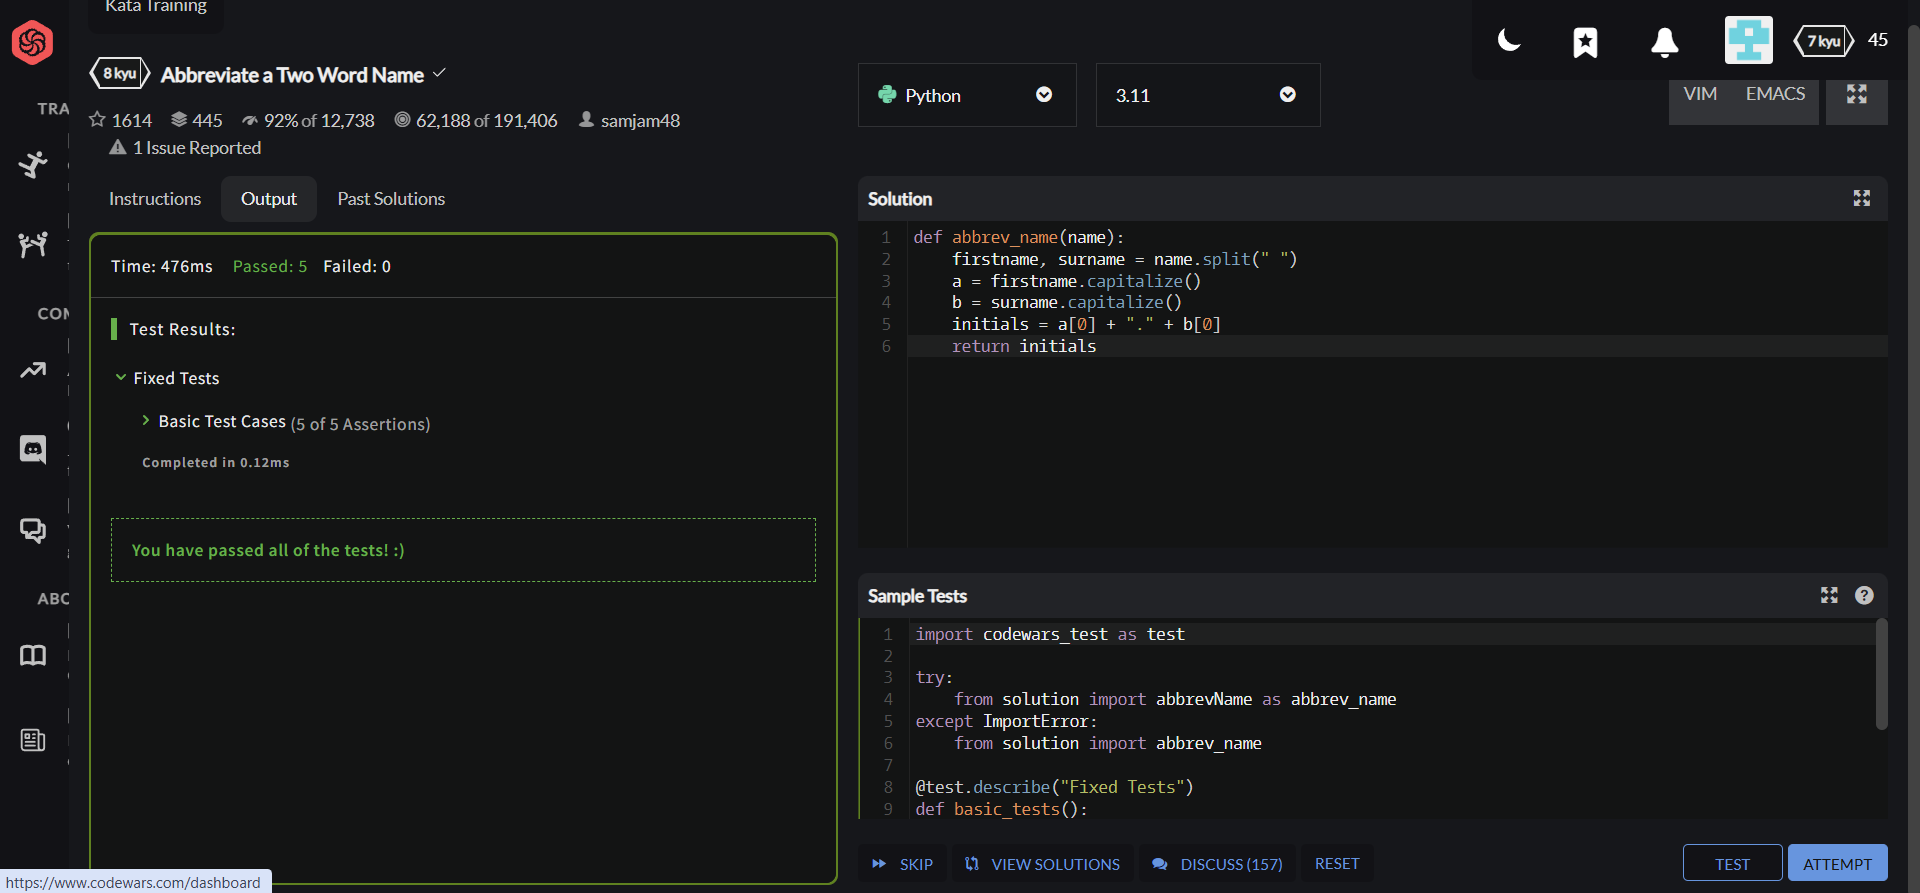 Kata Training
7 kyu 45
8 kyu Abbreviate a Two Word Name
1614 445 92% of 12,738 62,188 of 191,406 samjam48
1 Issue Reported
Python
3.11
VIM EMACS
TRA
COM
ABC
Instructions Output Past Solutions
Time: 476ms Passed: 5 Failed: 0
Test Results:
Fixed Tests
Basic Test Cases (5 of 5 Assertions)
Completed in 0.12ms
You have passed all of the tests! :)
Solution
1 def abbrev_name(name):
2 firstname, surname = name.split(" ")
3 a = firstname.capitalize()
4 b = surname.capitalize()
5 initials = a[0] + "." + b[0]
6 return initials
Sample Tests
1 import codewars_test as test
2
3 try:
4 from solution import abbrevName as abbrev_name
5 except ImportError:
6 from solution import abbrev_name
7
8 @test.describe("Fixed Tests")
9 def basic_tests():
SKIP VIEW SOLUTIONS DISCUSS (157) RESET TEST ATTEMPT
https://www.codewars.com/dashboard